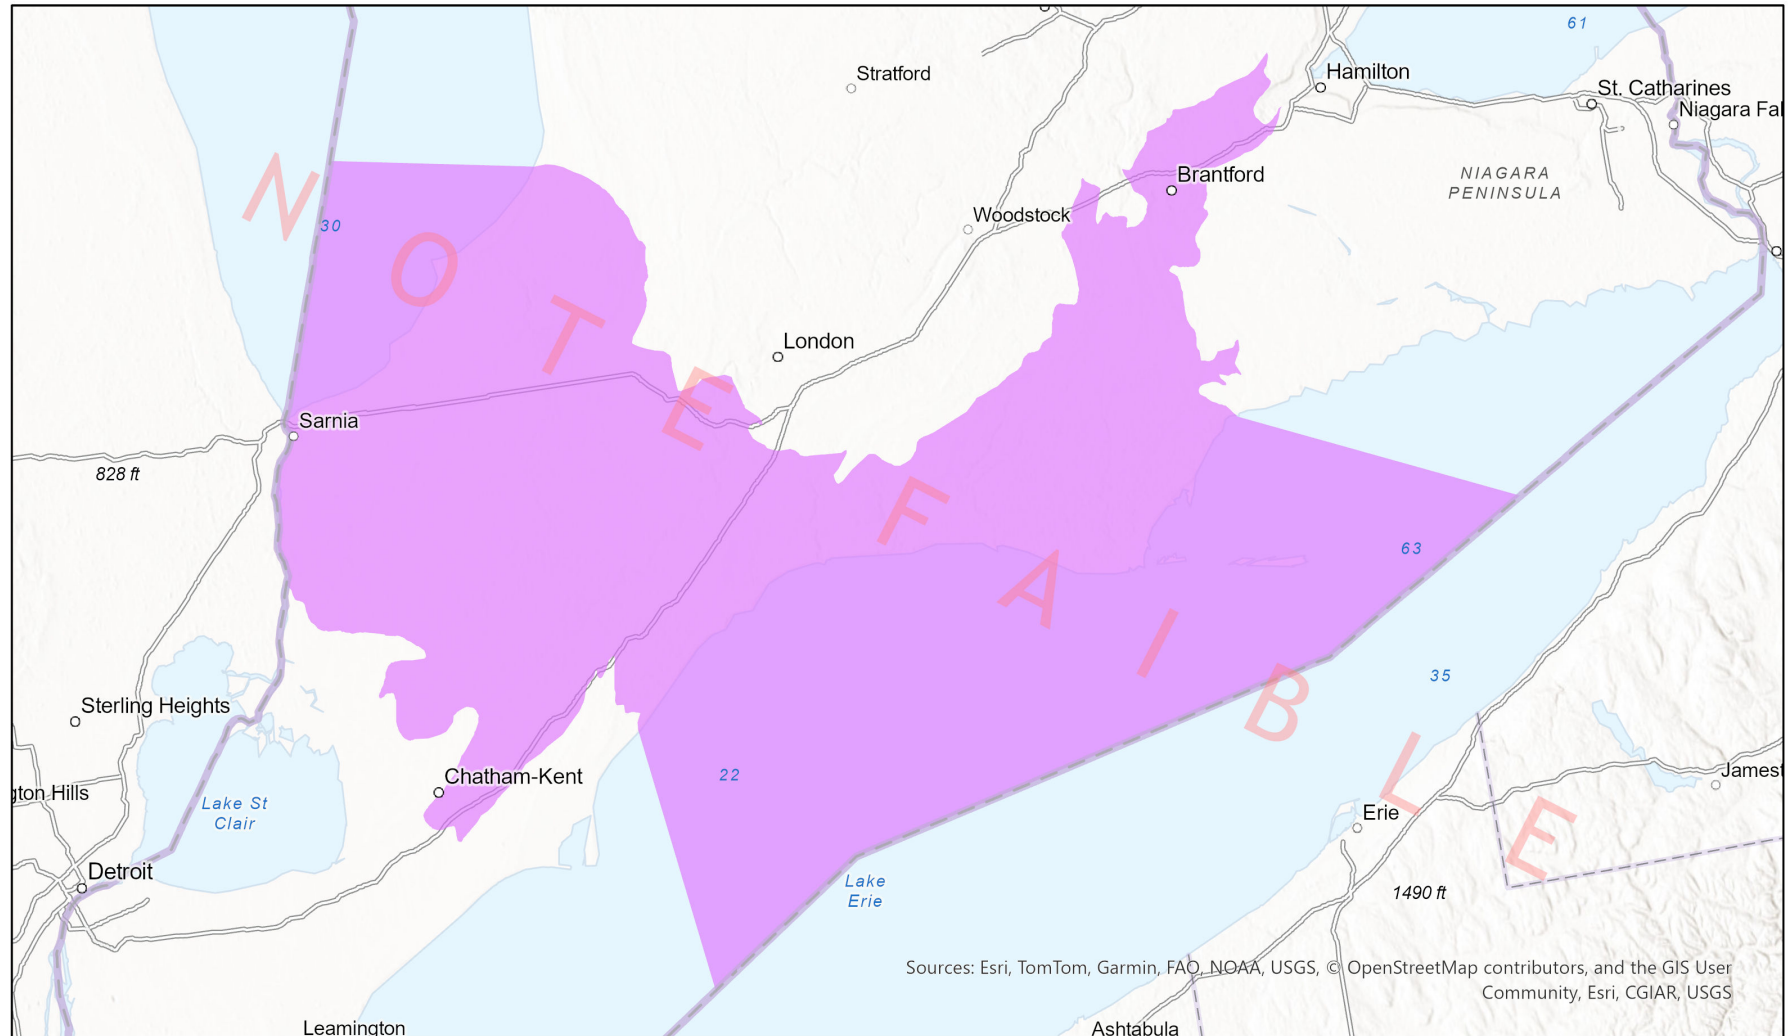 61
Stratford
Hamilton
St. Catharines
Niagara Fal
NIAGARA
PENINSULA
Brantford
Woodstock
30
London
Sarnia
828 ft
63
35
Sterling Heights
22
Chatham-Kent
gton Hills
Lake St
Clair
Jamest
Erie
Detroit
Lake
Erie
1490 ft
NOT EFAIBLE
Sources: Esri, TomTom, Garmin, FAO, NOAA, USGS, © OpenStreetMap contributors, and the GIS User
Community, Esri, CGIAR, USGS
Leamington
Ashtabula